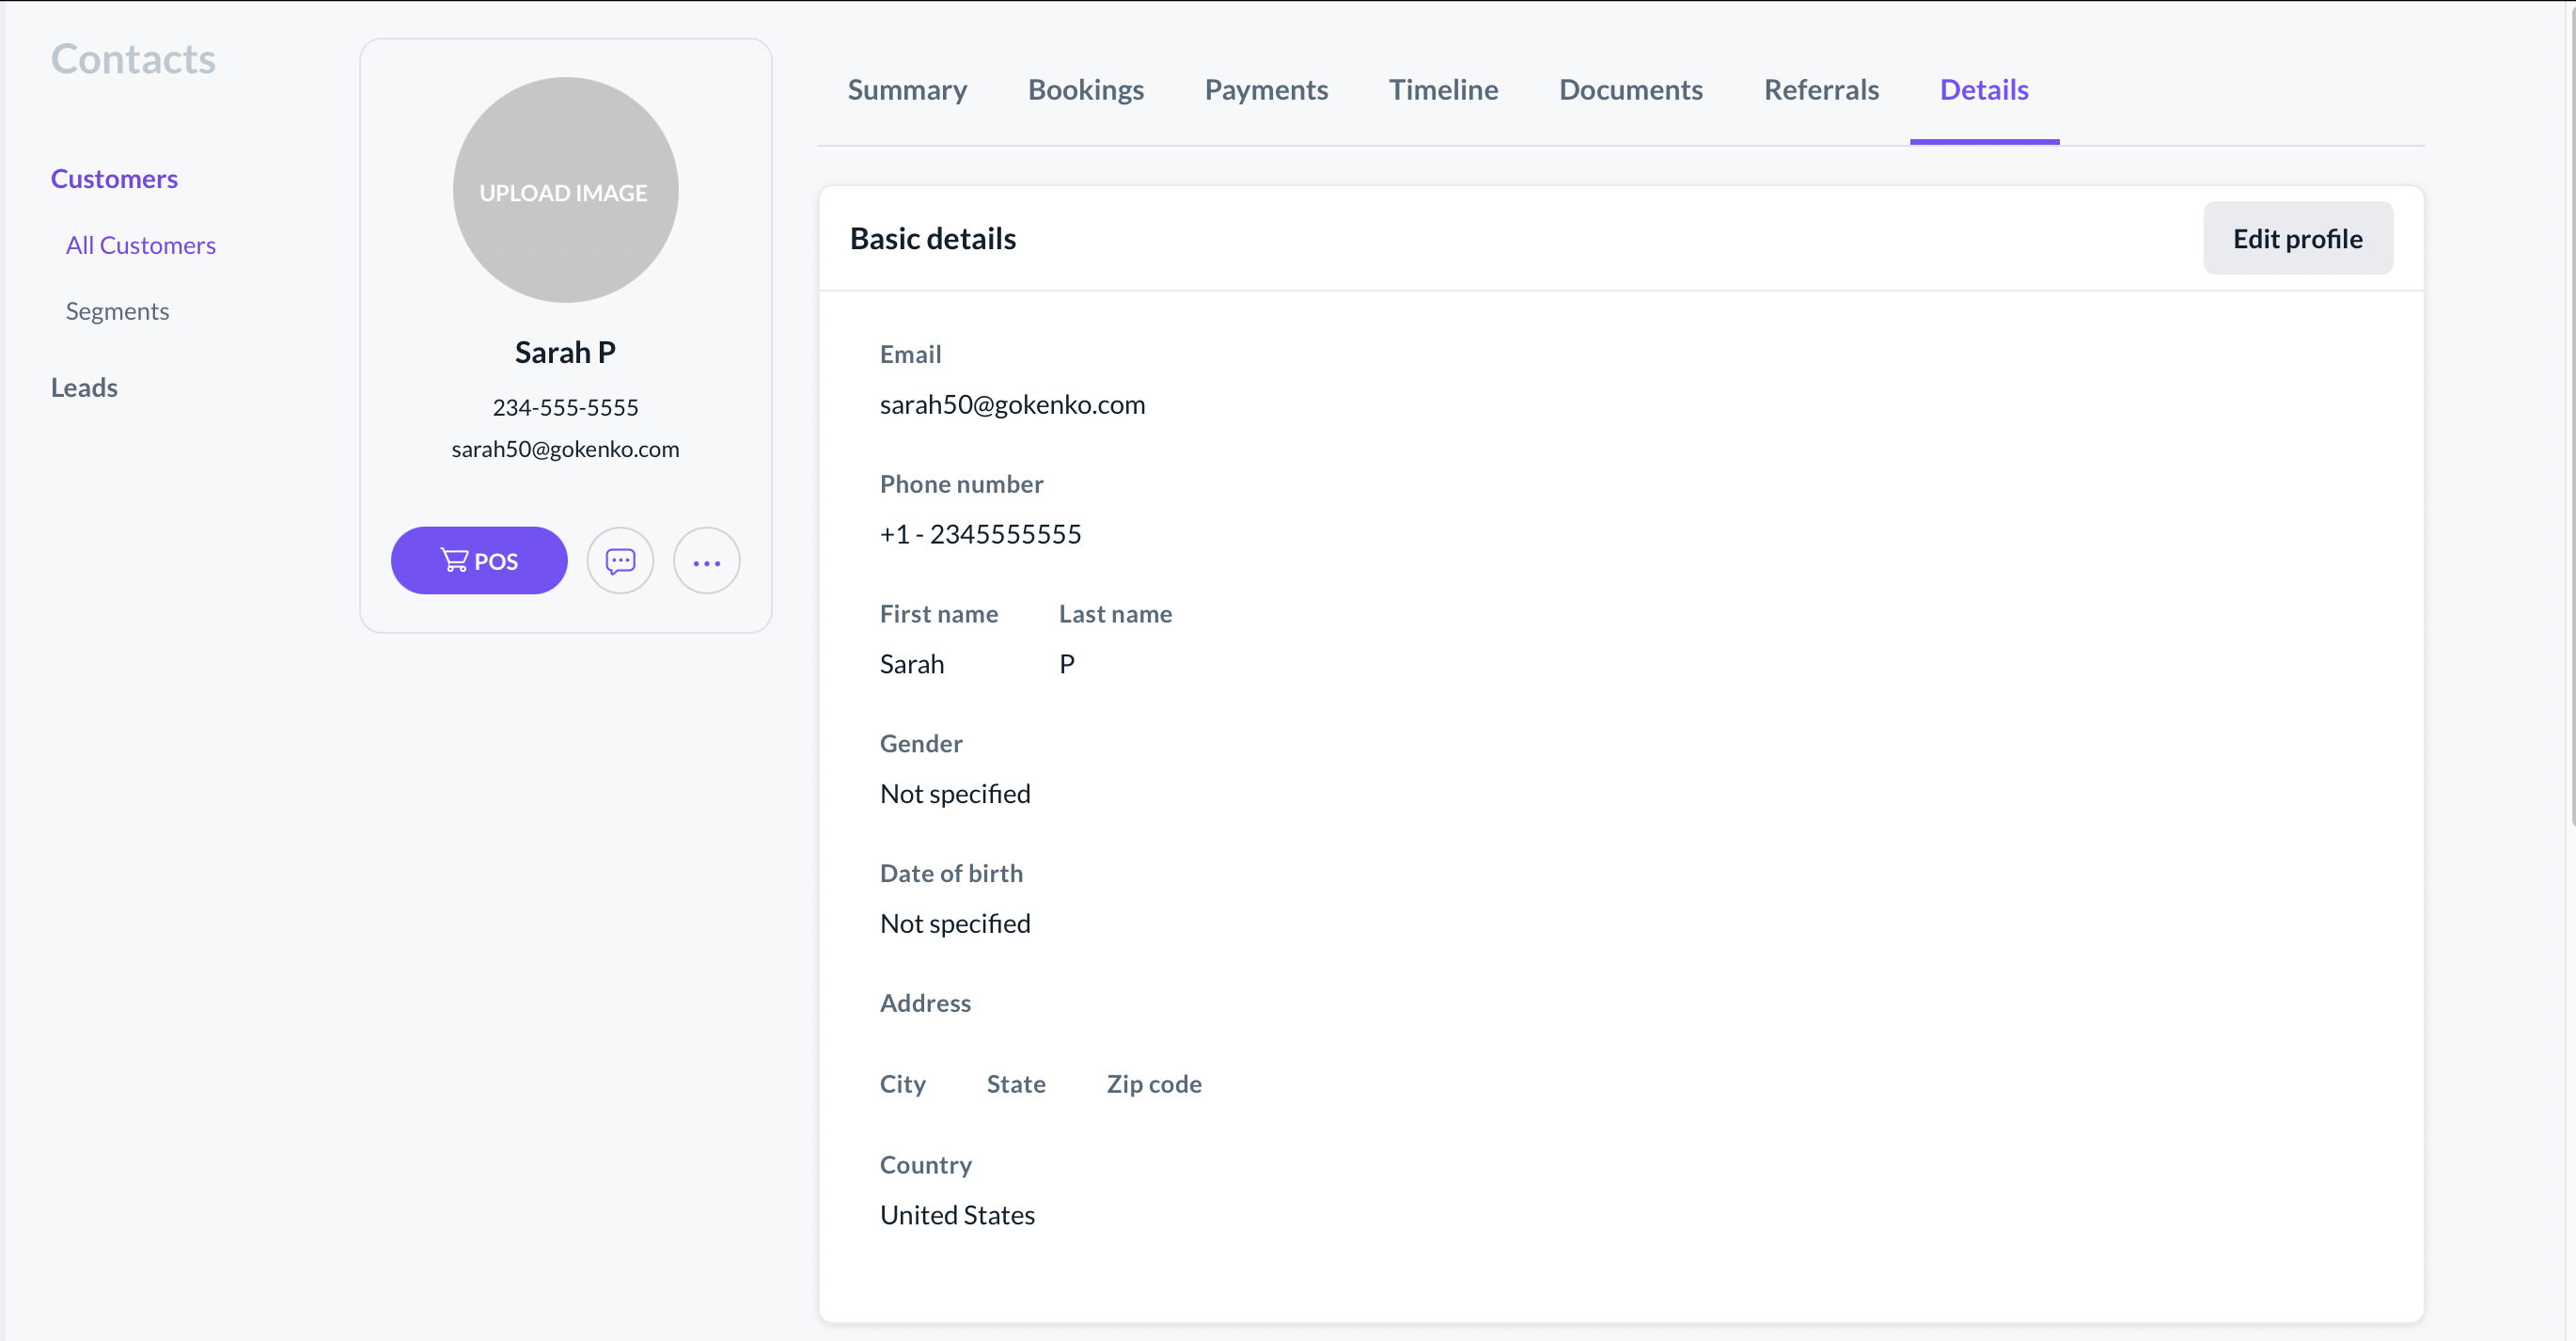 Contacts
Customers
All Customers
Segments
Leads
UPLOAD IMAGE
Sarah P
234-555-5555
sarah50@gokenko.com
POS
Summary Bookings Payments Timeline Documents Referrals Details
Basic details Edit profile
Email
sarah50@gokenko.com
Phone number
+1 - 2345555555
First name Last name
Sarah P
Gender
Not specified
Date of birth
Not specified
Address
City State Zip code
Country
United States